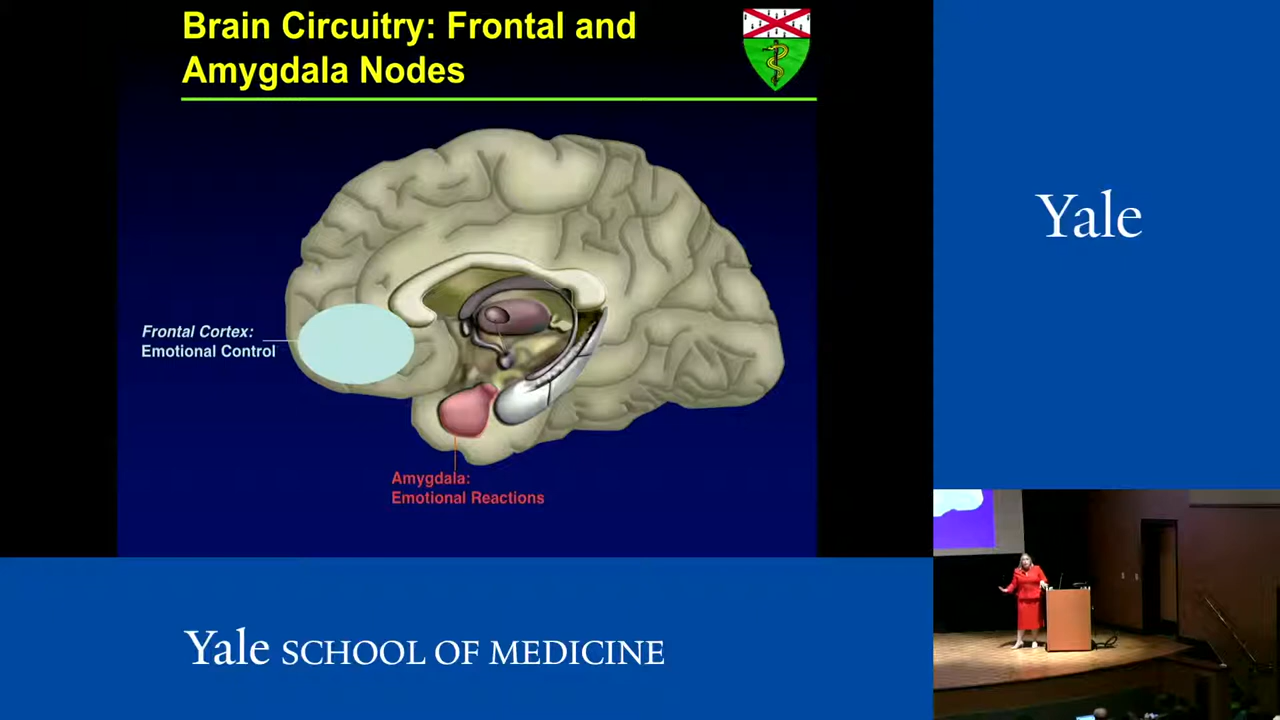 Brain Circuitry: Frontal and
Amygdala Nodes
Frontal Cortex:
Emotional Control
Amygdala:
Emotional Reactions
Yale
Yale SCHOOL OF MEDICINE